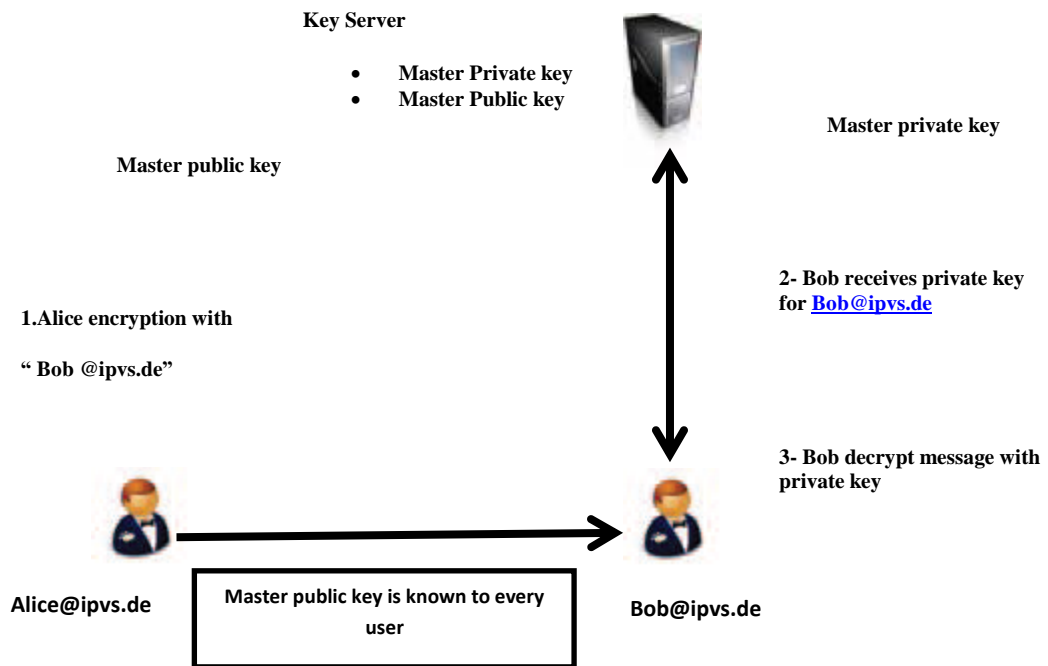 Key Server
• Master Private key
• Master Public key
Master private key
Master public key
2- Bob receives private key
for Bob@ipvs.de
1.Alice encryption with
“ Bob @ipvs.de”
3- Bob decrypt message with
private key
Alice@ipvs.de
Master public key is known to every
user
Bob@ipvs.de